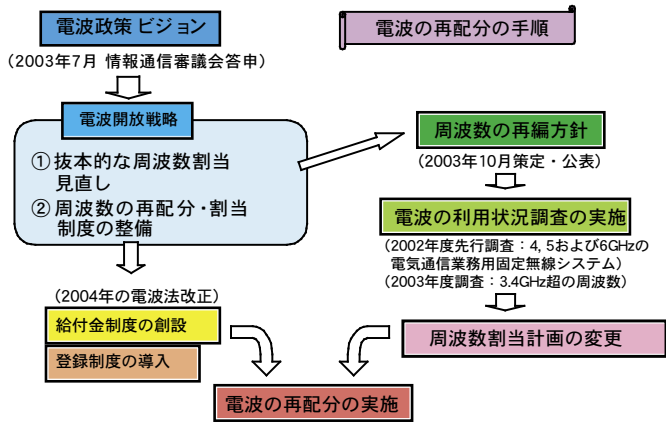 電波政策 ビジョン
電波の再配分の手順
（2003年7月 情報通信審議会答申）
電波開放戦略
① 抜本的な周波数割当
見直し
② 周波数の再配分・割当
制度の整備
周波数の再編方針
（2003年10月策定・公表）
電波の利用状況調査の実施
（2002年度先行調査：4, 5および6GHzの
電気通信業務用固定無線システム）
（2003年度調査：3.4GHz超の周波数）
（2004年の電波法改正）
給付金制度の創設
登録制度の導入
周波数割当計画の変更
電波の再配分の実施